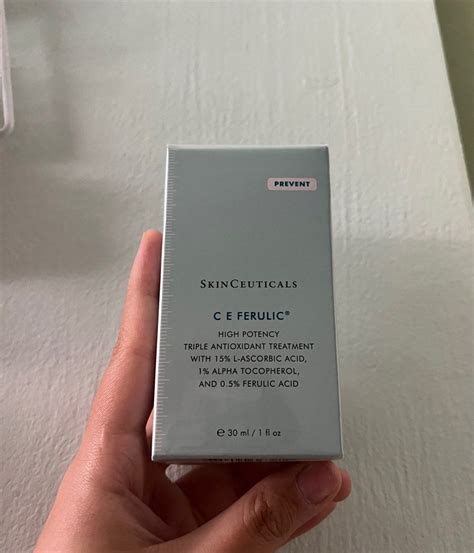 PREVENT
SKINCEUTICALS
C E FERULIC®
HIGH POTENCY
TRIPLE ANTIOXIDANT TREATMENT
WITH 15% L-ASCORBIC ACID,
1% ALPHA TOCOPHEROL,
AND 0.5% FERULIC ACID
℮ 30 ml / 1 fl oz